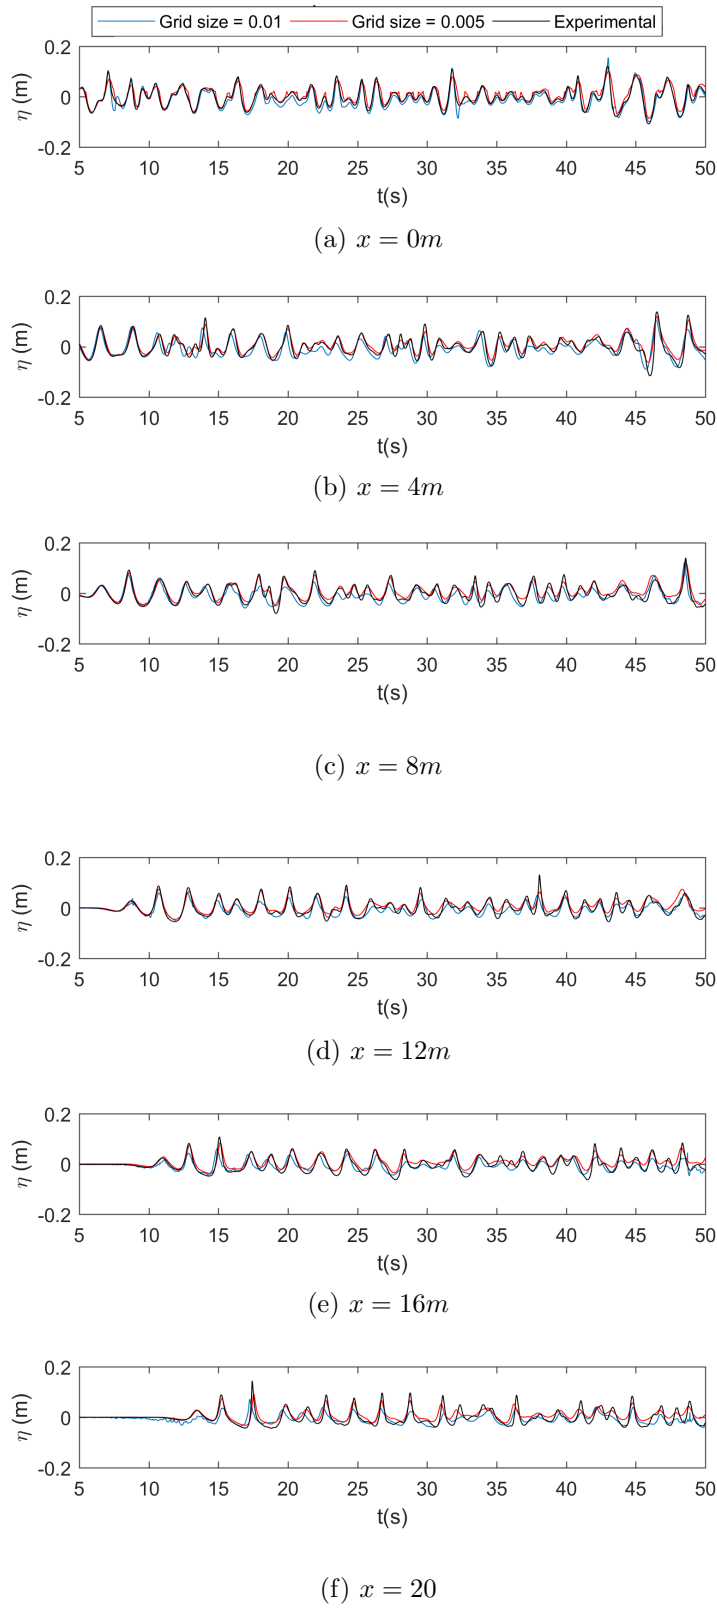 Grid size = 0.01 Grid size = 0.005 Experimental
0.2
η (m)
0
-0.2
5 10 15 20 25 30 35 40 45 50
t(s)
(a) x = 0m
0.2
η (m)
0
-0.2
5 10 15 20 25 30 35 40 45 50
t(s)
(b) x = 4m
0.2
η (m)
0
-0.2
5 10 15 20 25 30 35 40 45 50
t(s)
(c) x = 8m
0.2
η (m)
0
-0.2
5 10 15 20 25 30 35 40 45 50
t(s)
(d) x = 12m
0.2
η (m)
0
-0.2
5 10 15 20 25 30 35 40 45 50
t(s)
(e) x = 16m
0.2
η (m)
0
-0.2
5 10 15 20 25 30 35 40 45 50
t(s)
(f) x = 20